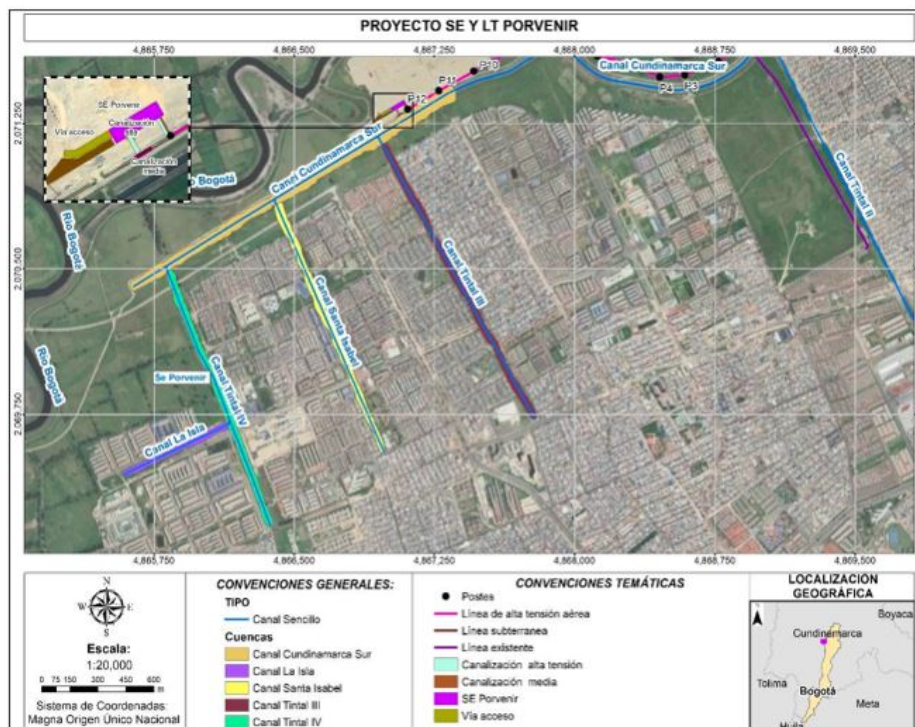 PROYECTO SE Y LT PORVENIR
4,865,750 4,866,500 4,867,250 4,868,000 4,868,750 4,869,500
Canal Cundinamarca Sur
P10
P11
P12
P4 P3
SE Porvenir
Vía acceso
Canalización
Canalización
media
2,071,250
2,070,500
2,069,750
Río Bogotá
Río Bogotá
Río Bogotá
Canal Cundinamarca Sur
Canal Tintal II
Canal Tintal III
Canal Santa Isabel
Canal Tintal IV
Se Porvenir
Canal La Isla
4,865,750 4,866,500 4,867,250 4,868,000 4,868,750 4,869,500
N
W E
S
Escala:
1:20,000
0 75 150 300 450 600
m
Sistema de Coordenadas:
Magna Origen Único Nacional
CONVENCIONES GENERALES:
TIPO
Canal Sencillo
Cuencas
Canal Cundinamarca Sur
Canal La Isla
Canal Santa Isabel
Canal Tintal III
Canal Tintal IV
CONVENCIONES TEMÁTICAS
Postes
Línea de alta tensión aérea
Línea subterranea
Línea existente
Canalización alta tensión
Canalización media
SE Porvenir
Vía acceso
LOCALIZACIÓN
GEOGRÁFICA
Boyaca
Cundinamarca
Tolima
Bogotá
Meta
Huila